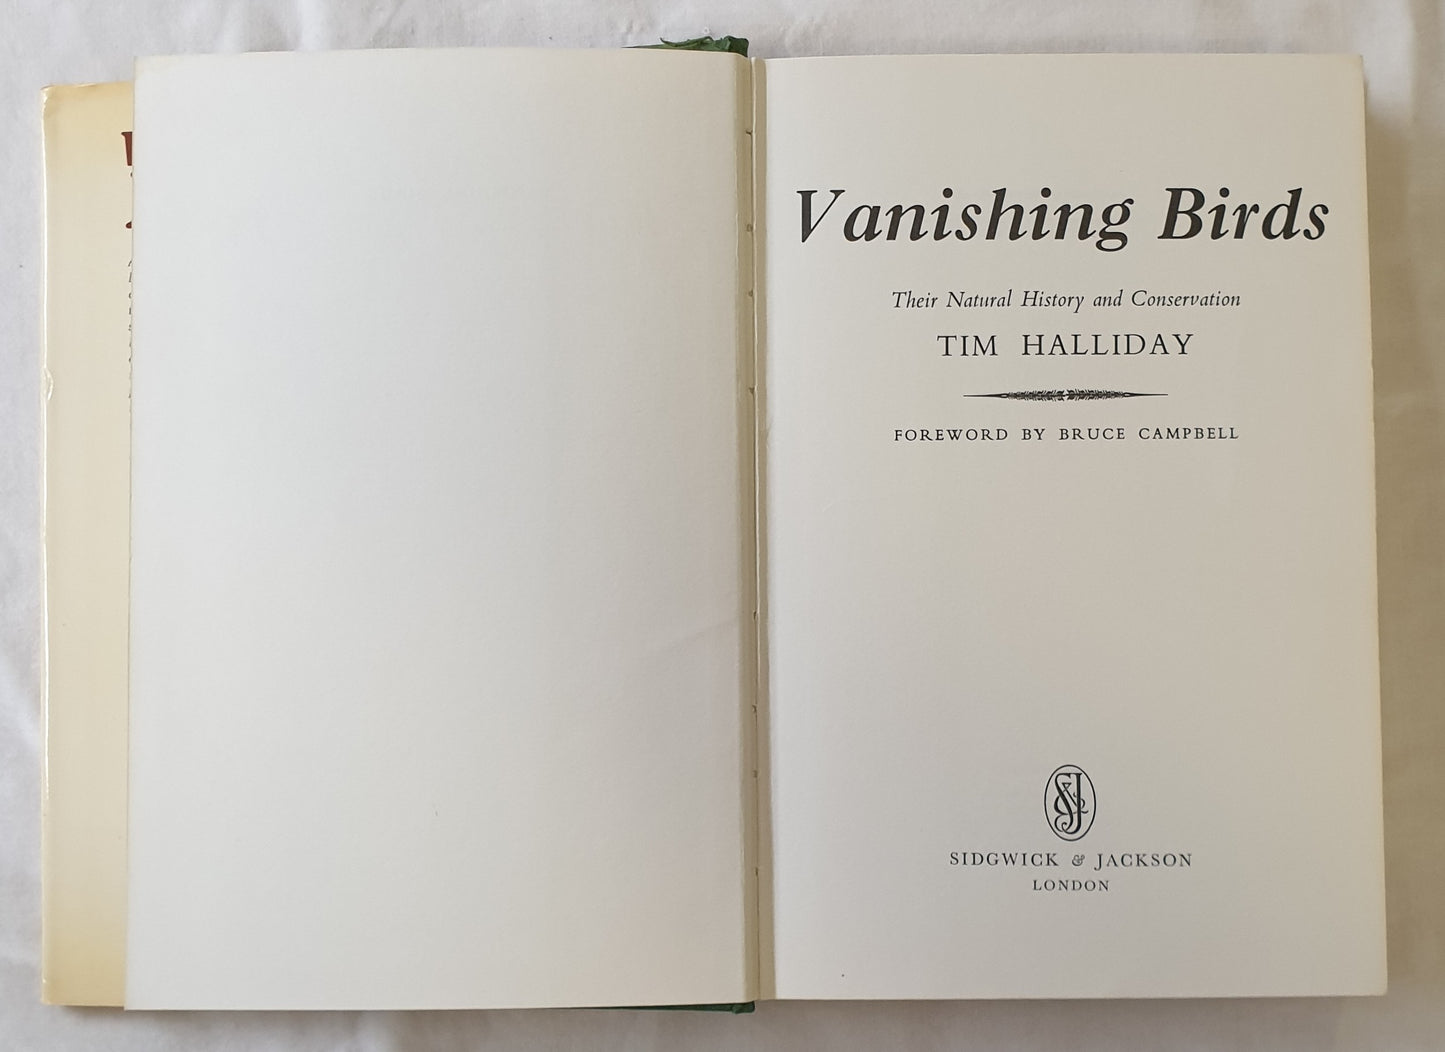 Vanishing Birds
Their Natural History and Conservation
TIM HALLIDAY
FOREWORD BY BRUCE CAMPBELL
S&J
SIDGWICK & JACKSON
LONDON